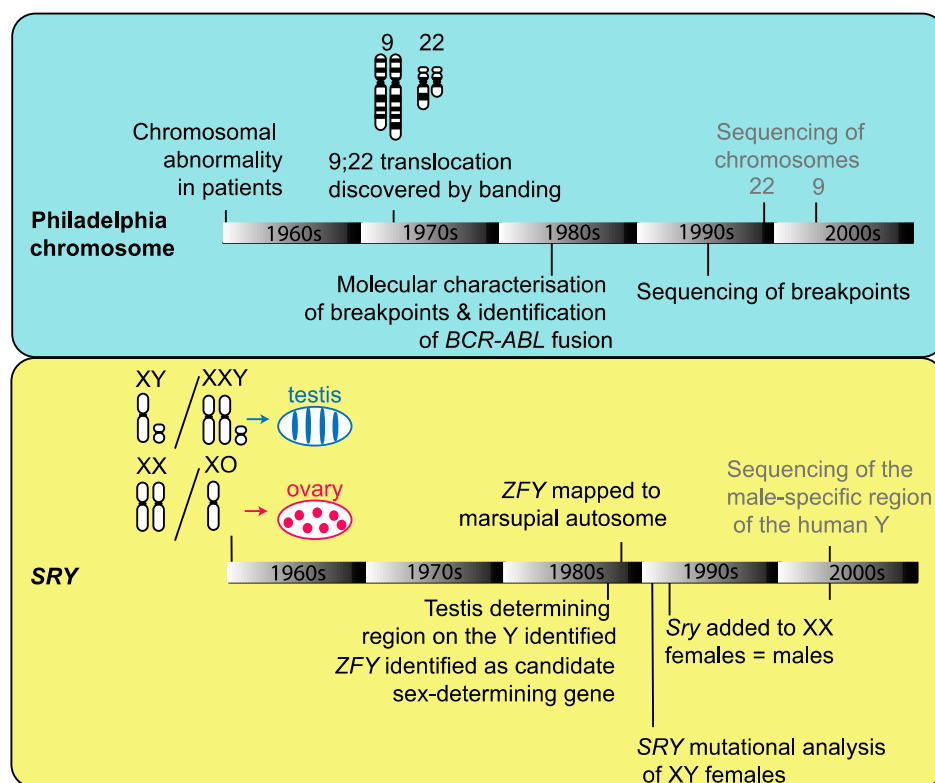 9 22
Chromosomal
abnormality
in patients
9;22 translocation
discovered by banding
Sequencing of
chromosomes
22 9
Philadelphia
chromosome
1960s 1970s 1980s 1990s 2000s
Molecular characterisation
of breakpoints & identification
of BCR-ABL fusion
Sequencing of breakpoints
XY XXY
testis
XX XO
ovary
ZFY mapped to
marsupial autosome
Sequencing of the
male-specific region
of the human Y
SRY
1960s 1970s 1980s 1990s 2000s
Testis determining
region on the Y identified
ZFY identified as candidate
sex-determining gene
Sry added to XX
females = males
SRY mutational analysis
of XY females